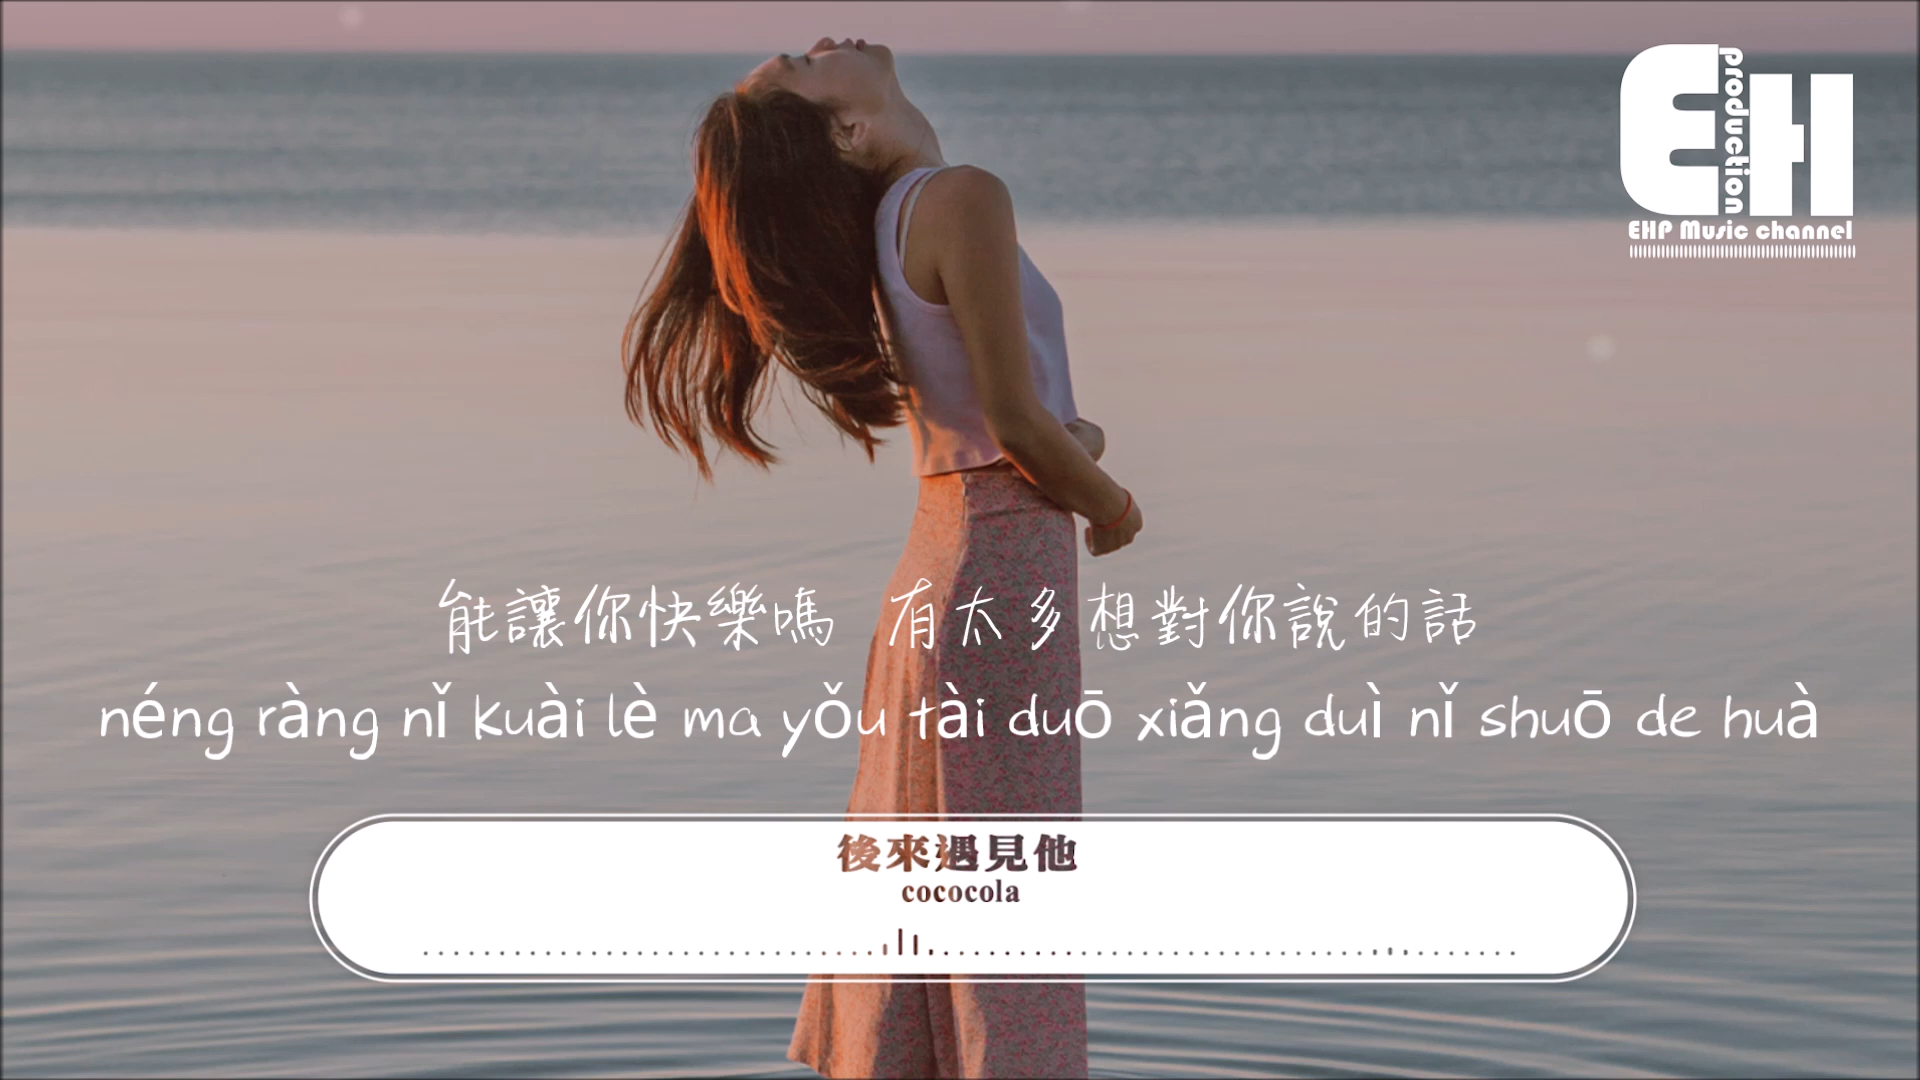 EH
production
EHP Music channel
能讓你快樂嗎 有太多想對你說的話
néng ràng nǐ kuài lè ma yǒu tài duō xiǎng duì nǐ shuō de huà
後來遇見他
cococola